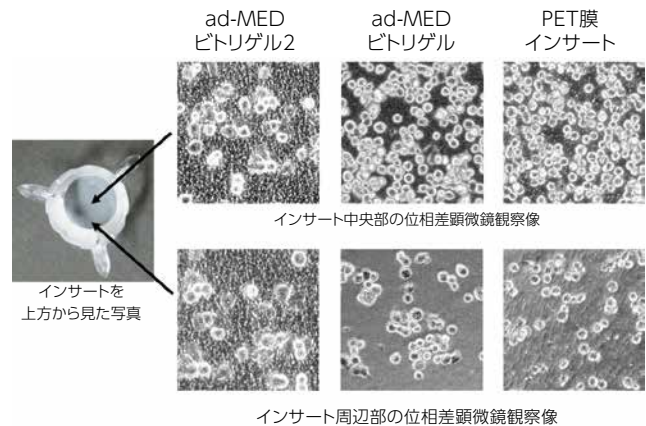 ad-MED
ビトリゲル2
ad-MED
ビトリゲル
PET膜
インサート
インサート中央部の位相差顕微鏡観察像
インサートを
上方から見た写真
インサート周辺部の位相差顕微鏡観察像